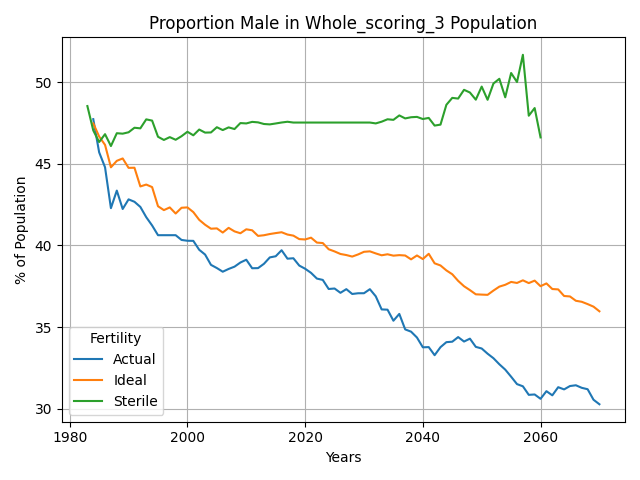 Proportion Male in Whole_scoring_3 Population
% of Population
50
45
40
35
30
Fertility
Actual
Ideal
Sterile
1980
2000
2020
2040
2060
Years